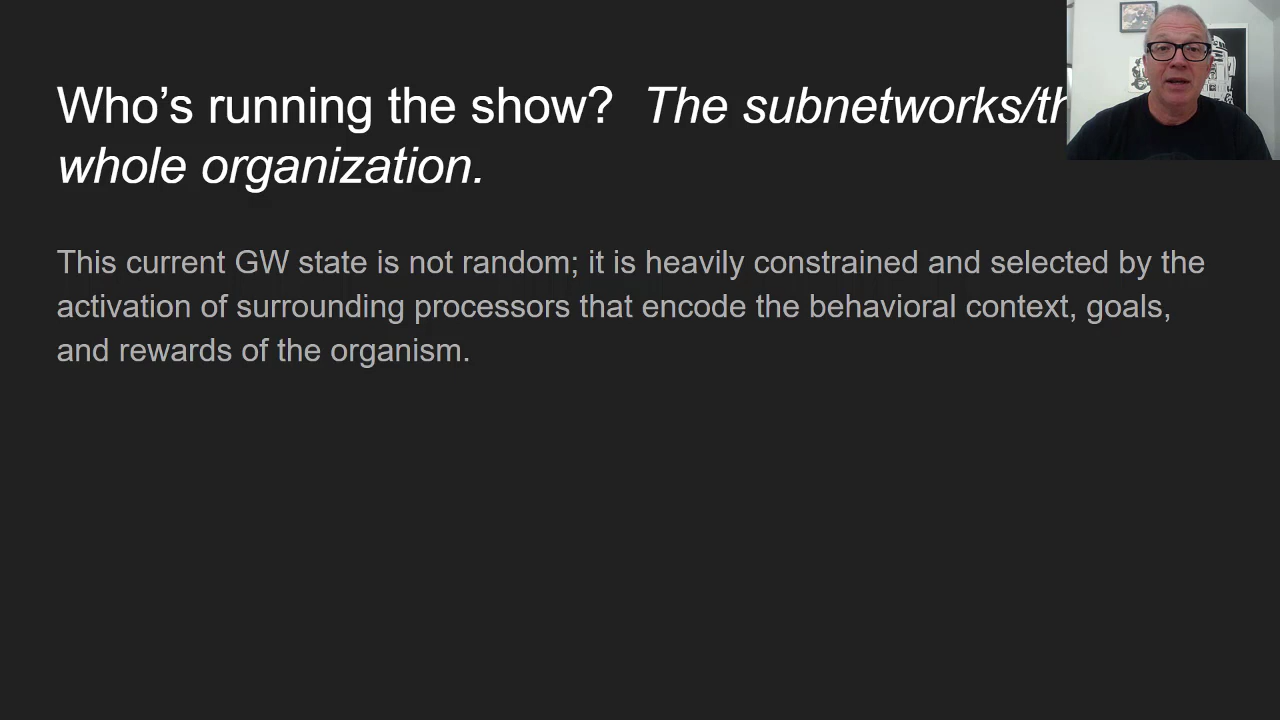 Who’s running the show? The subnetworks/th
whole organization.
This current GW state is not random; it is heavily constrained and selected by the
activation of surrounding processors that encode the behavioral context, goals,
and rewards of the organism.